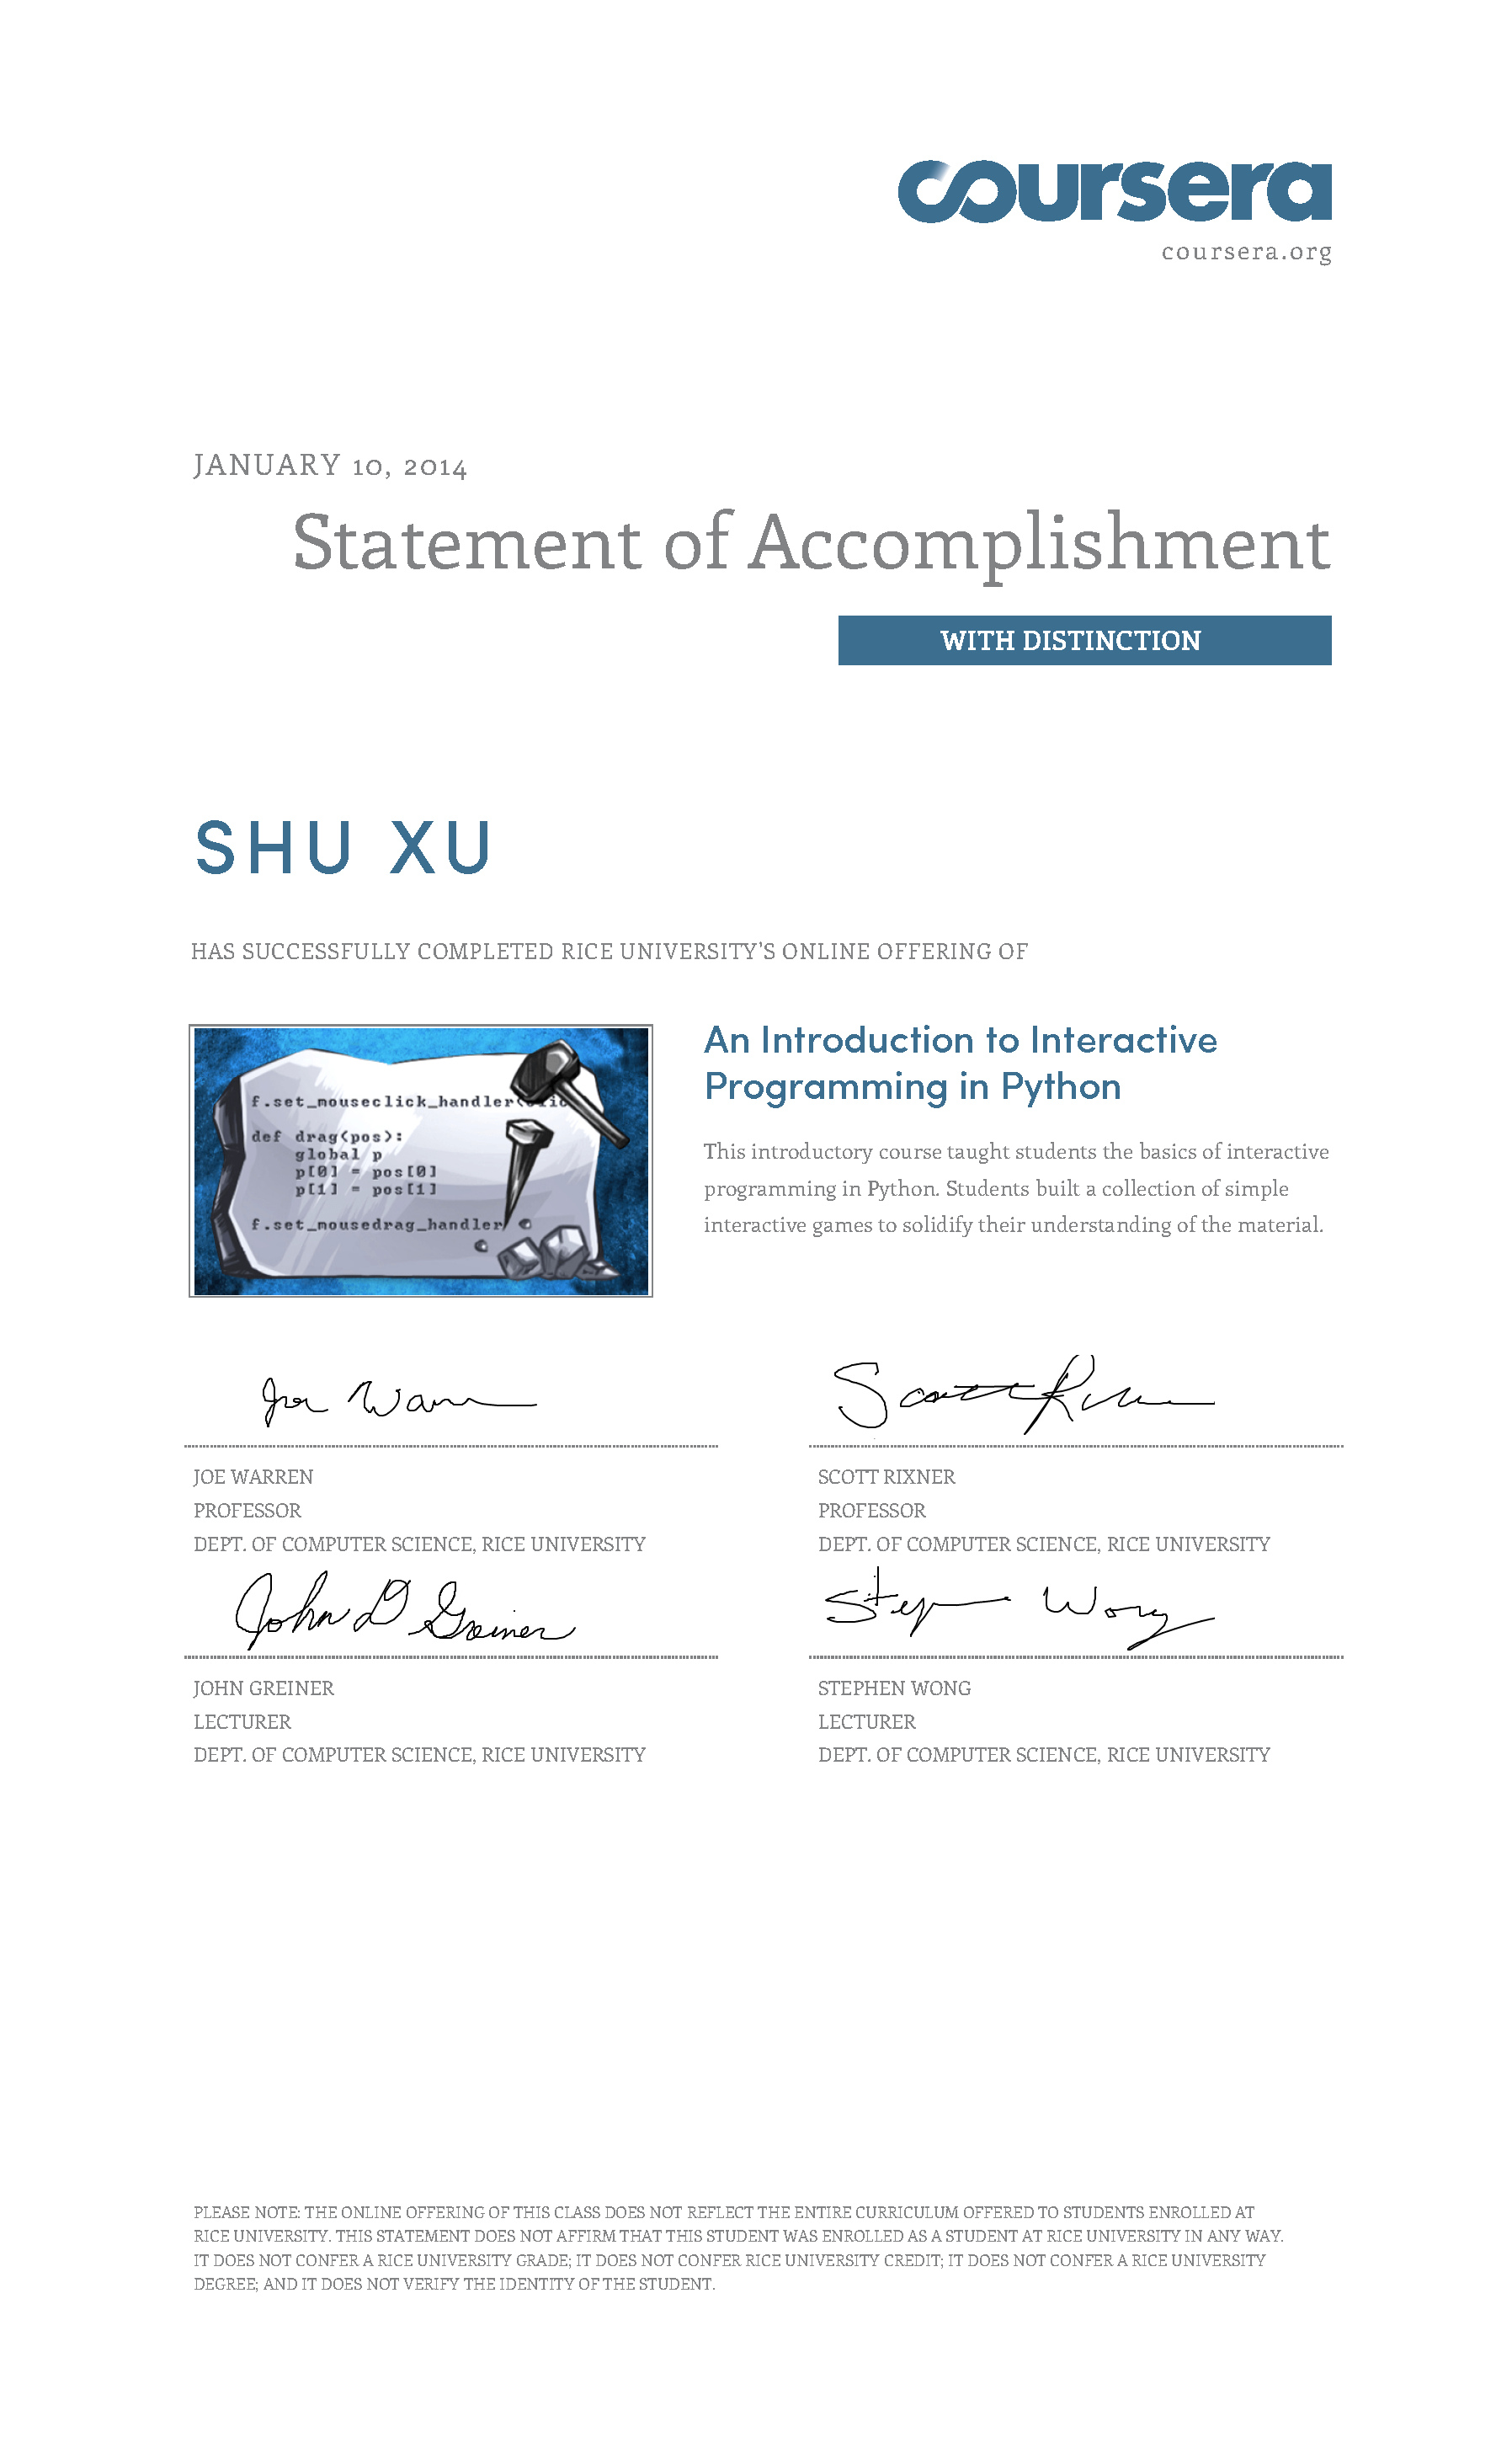 coursera
coursera.org
JANUARY 10, 2014
Statement of Accomplishment
WITH DISTINCTION
SHU XU
HAS SUCCESSFULLY COMPLETED RICE UNIVERSITY'S ONLINE OFFERING OF
An Introduction to Interactive
Programming in Python
This introductory course taught students the basics of interactive
programming in Python. Students built a collection of simple
interactive games to solidify their understanding of the material.
f.set_mouseclick_handler(
def drag(pos):
global p
p[0] = pos[0]
p[1] = pos[1]
f.set_mousedrag_handler
Joe Warren
Scott Rixner
JOE WARREN
PROFESSOR
DEPT. OF COMPUTER SCIENCE, RICE UNIVERSITY
SCOTT RIXNER
PROFESSOR
DEPT. OF COMPUTER SCIENCE, RICE UNIVERSITY
John D Greiner
Stephen Wong
JOHN GREINER
LECTURER
DEPT. OF COMPUTER SCIENCE, RICE UNIVERSITY
STEPHEN WONG
LECTURER
DEPT. OF COMPUTER SCIENCE, RICE UNIVERSITY
PLEASE NOTE: THE ONLINE OFFERING OF THIS CLASS DOES NOT REFLECT THE ENTIRE CURRICULUM OFFERED TO STUDENTS ENROLLED AT
RICE UNIVERSITY. THIS STATEMENT DOES NOT AFFIRM THAT THIS STUDENT WAS ENROLLED AS A STUDENT AT RICE UNIVERSITY IN ANY WAY.
IT DOES NOT CONFER A RICE UNIVERSITY GRADE; IT DOES NOT CONFER RICE UNIVERSITY CREDIT; IT DOES NOT CONFER A RICE UNIVERSITY
DEGREE; AND IT DOES NOT VERIFY THE IDENTITY OF THE STUDENT.